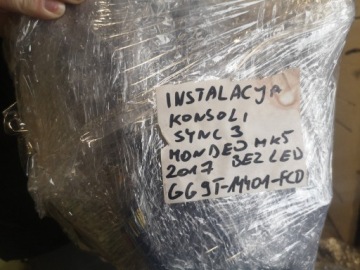 INSTALACJA
KONSOLI
SYNC 3
MONDEO MK5
2017 BEZ LED
GG9T-14401-FCD